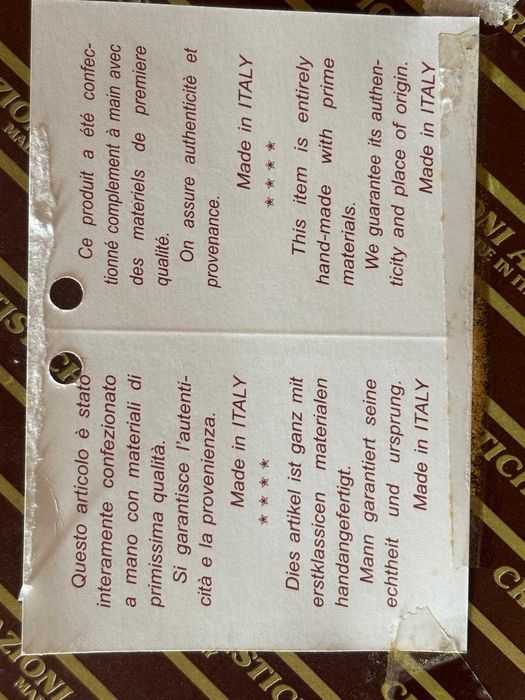 Questo articolo è stato
interamente confezionato
a mano con materiali di
primissima qualità.
Si garantisce l'autenti-
cità e la provenienza.
Made in ITALY
★ ★ ★ ★
Dies artikel ist ganz mit
erstklassicen materialen
handangefertigt.
Mann garantiert seine
echtheit und ursprung.
Made in ITALY
Ce produit a été confec-
tionné complement à main avec
des materiels de premiere
qualité.
On assure authenticité et
provenance.
Made in ITALY
★ ★ ★ ★
This item is entirely
hand-made with prime
materials.
We guarantee its authen-
ticity and place of origin.
Made in ITALY